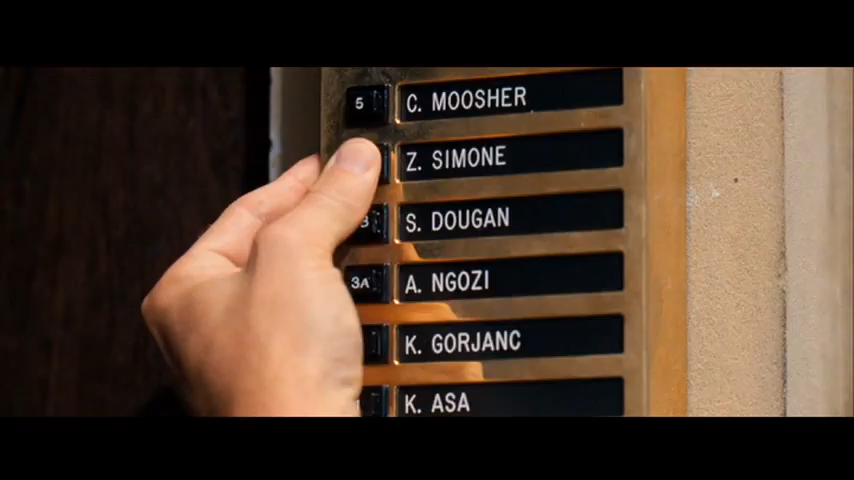 5 C. MOOSHER
Z. SIMONE
B S. DOUGAN
3A A. NGOZI
K. GORJANC
K. ASA